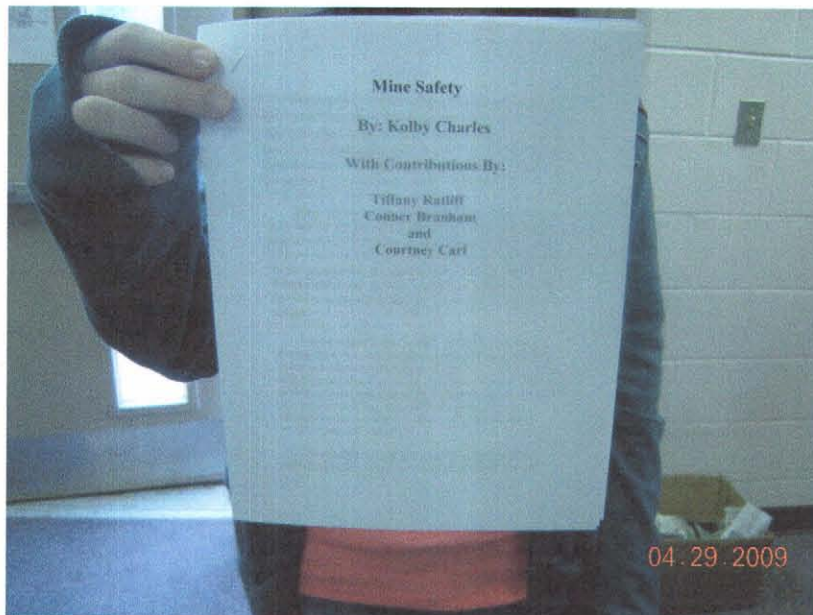 Mine Safety
By: Kolby Charles
With Contributions By:
Tiffany Ratliff
Conner Branham
and
Courtney Carl
04.29.2009